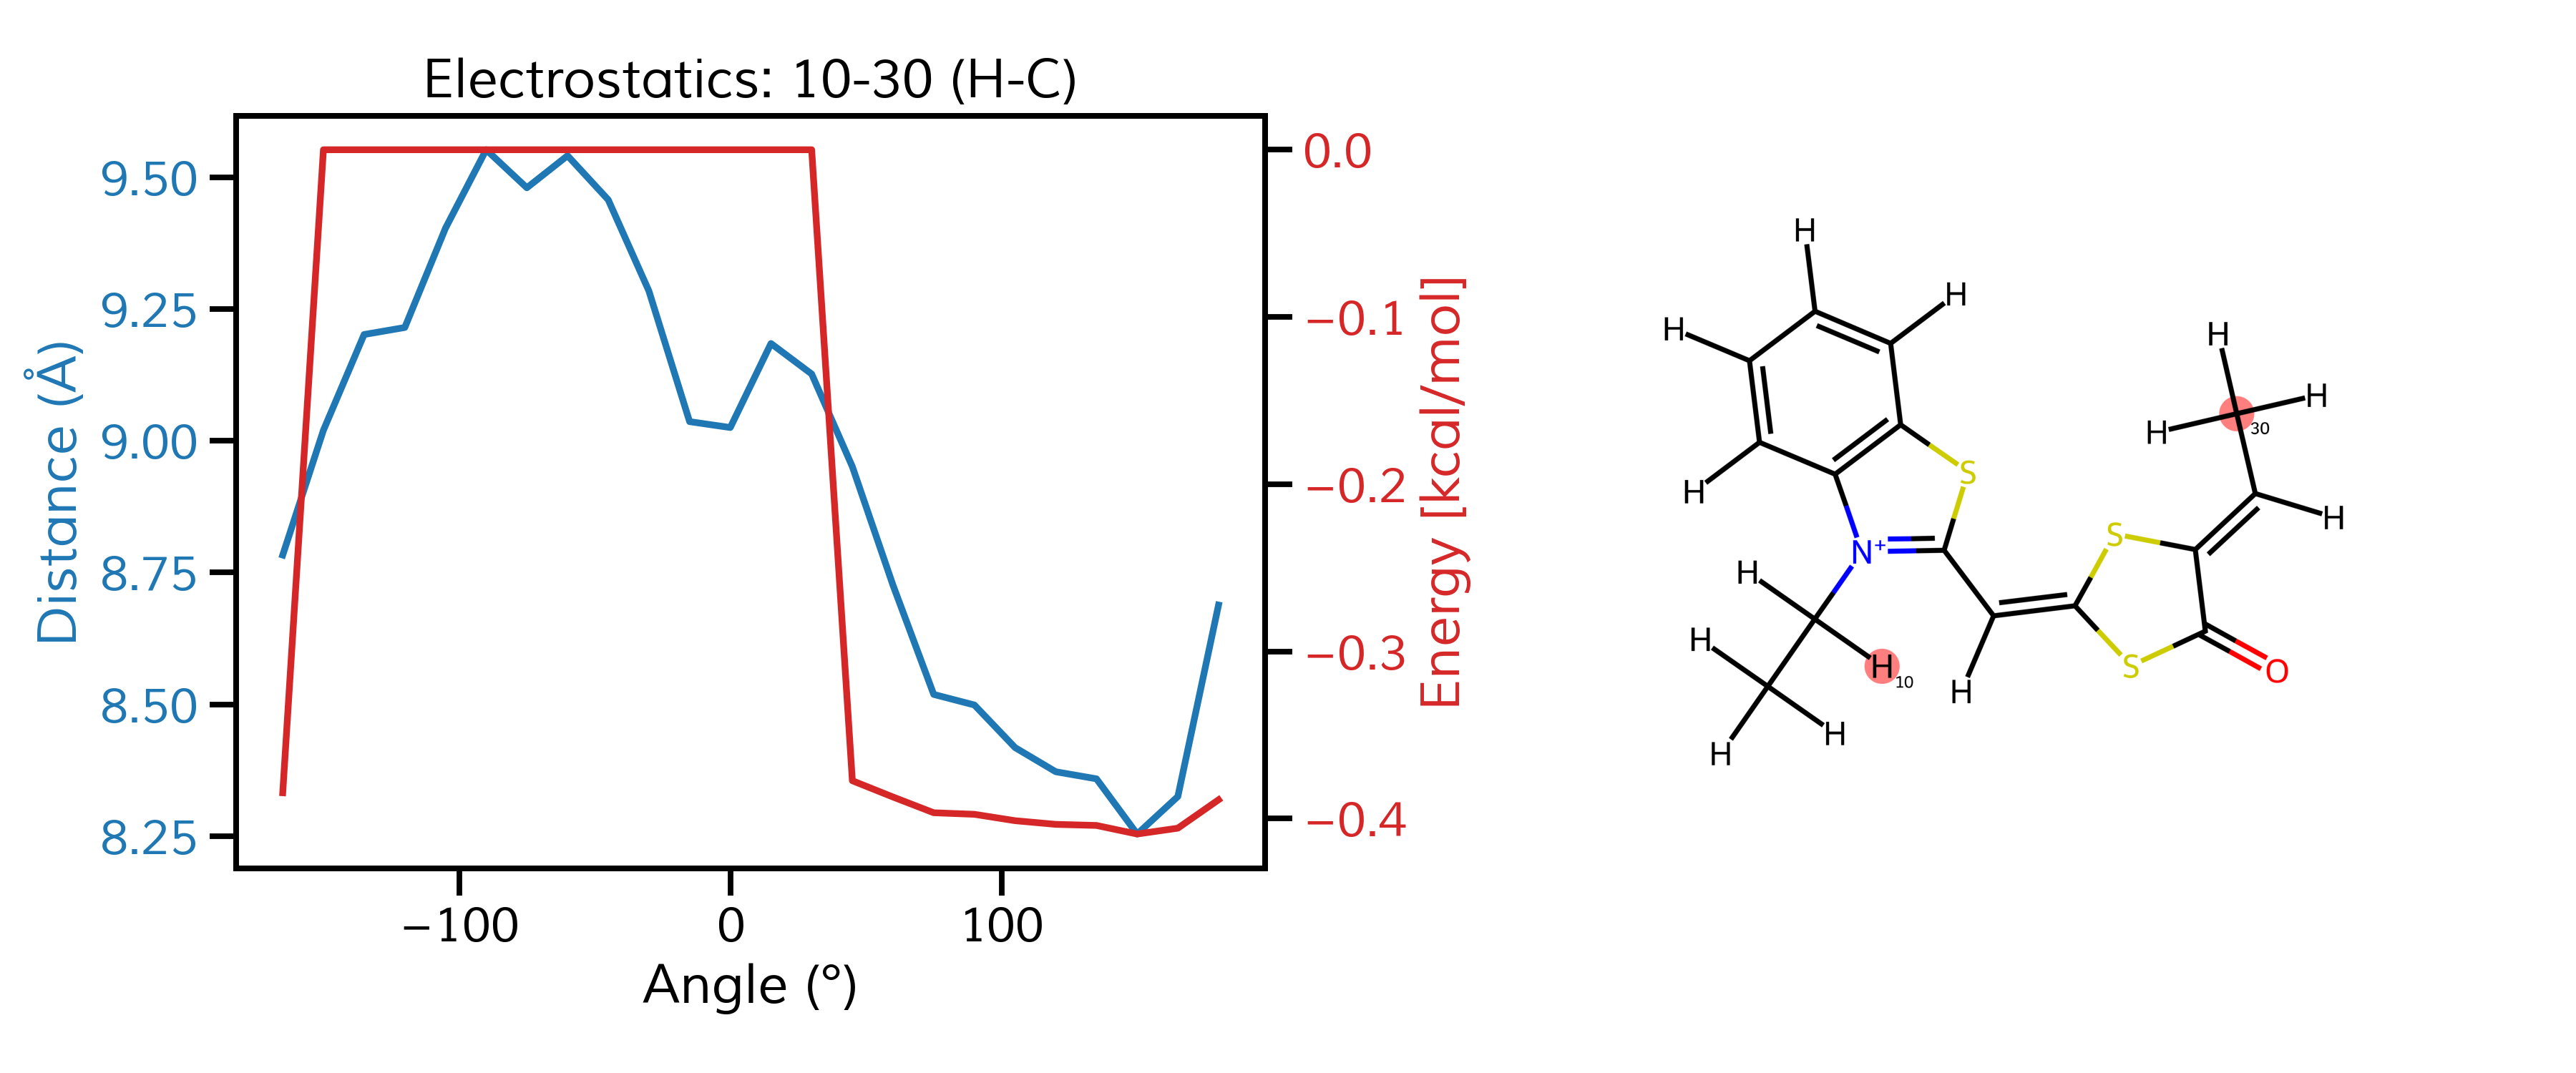 Electrostatics: 10-30 (H-C)
Distance (Å)
9.50
9.25
9.00
8.75
8.50
8.25
−100
0
100
Angle (°)
0.0
−0.1
−0.2
−0.3
−0.4
Energy [kcal/mol]
H
H
H
H
H
H
H
30
S
H
H
S
N+
H
H
H
10
S
O
H
H
H